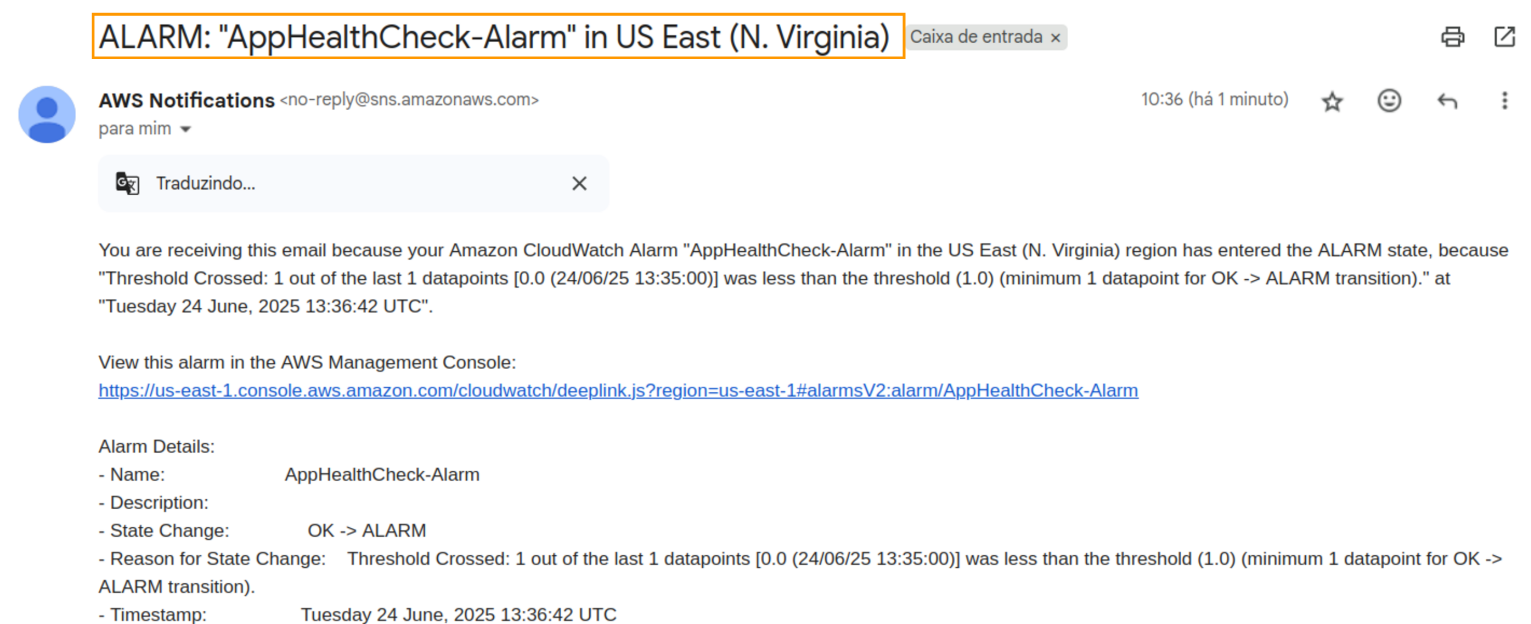 ALARM: "AppHealthCheck-Alarm" in US East (N. Virginia) Caixa de entrada ×
AWS Notifications <no-reply@sns.amazonaws.com> 10:36 (há 1 minuto)
para mim
Traduzindo...
You are receiving this email because your Amazon CloudWatch Alarm "AppHealthCheck-Alarm" in the US East (N. Virginia) region has entered the ALARM state, because
"Threshold Crossed: 1 out of the last 1 datapoints [0.0 (24/06/25 13:35:00)] was less than the threshold (1.0) (minimum 1 datapoint for OK -> ALARM transition)." at
"Tuesday 24 June, 2025 13:36:42 UTC".
View this alarm in the AWS Management Console:
https://us-east-1.console.aws.amazon.com/cloudwatch/deeplink.js?region=us-east-1#alarmsV2:alarm/AppHealthCheck-Alarm
Alarm Details:
- Name: AppHealthCheck-Alarm
- Description:
- State Change: OK -> ALARM
- Reason for State Change: Threshold Crossed: 1 out of the last 1 datapoints [0.0 (24/06/25 13:35:00)] was less than the threshold (1.0) (minimum 1 datapoint for OK ->
ALARM transition).
- Timestamp: Tuesday 24 June, 2025 13:36:42 UTC